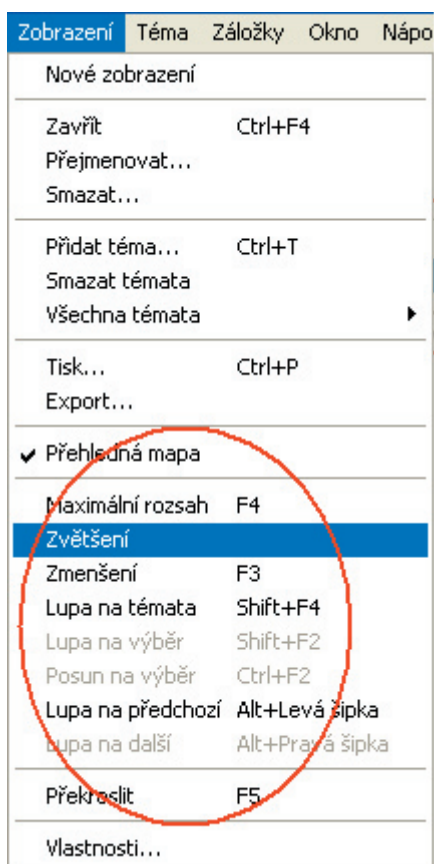 Zobrazení Téma Záložky Okno Nápo
Nové zobrazení
Zavřít Ctrl+F4
Přejmenovat...
Smazat...
Přidat téma... Ctrl+T
Smazat témata
Všechna témata
Tisk... Ctrl+P
Export...
Přehledná mapa
Maximální rozsah F4
Zvětšení
Zmenšení F3
Lupa na témata Shift+F4
Lupa na výběr Shift+F2
Posun na výběr Ctrl+F2
Lupa na předchozí Alt+Levá šipka
Lupa na další Alt+Pravá šipka
Překreslit F5
Vlastnosti...